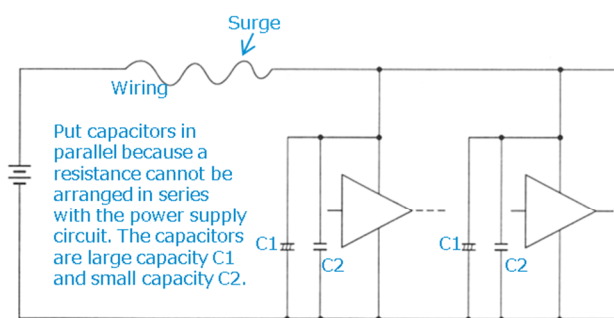 Surge
Wiring
Put capacitors in
parallel because a
resistance cannot be
arranged in series
with the power supply
circuit. The capacitors
are large capacity C1
and small capacity C2.
C1
C2
C1
C2